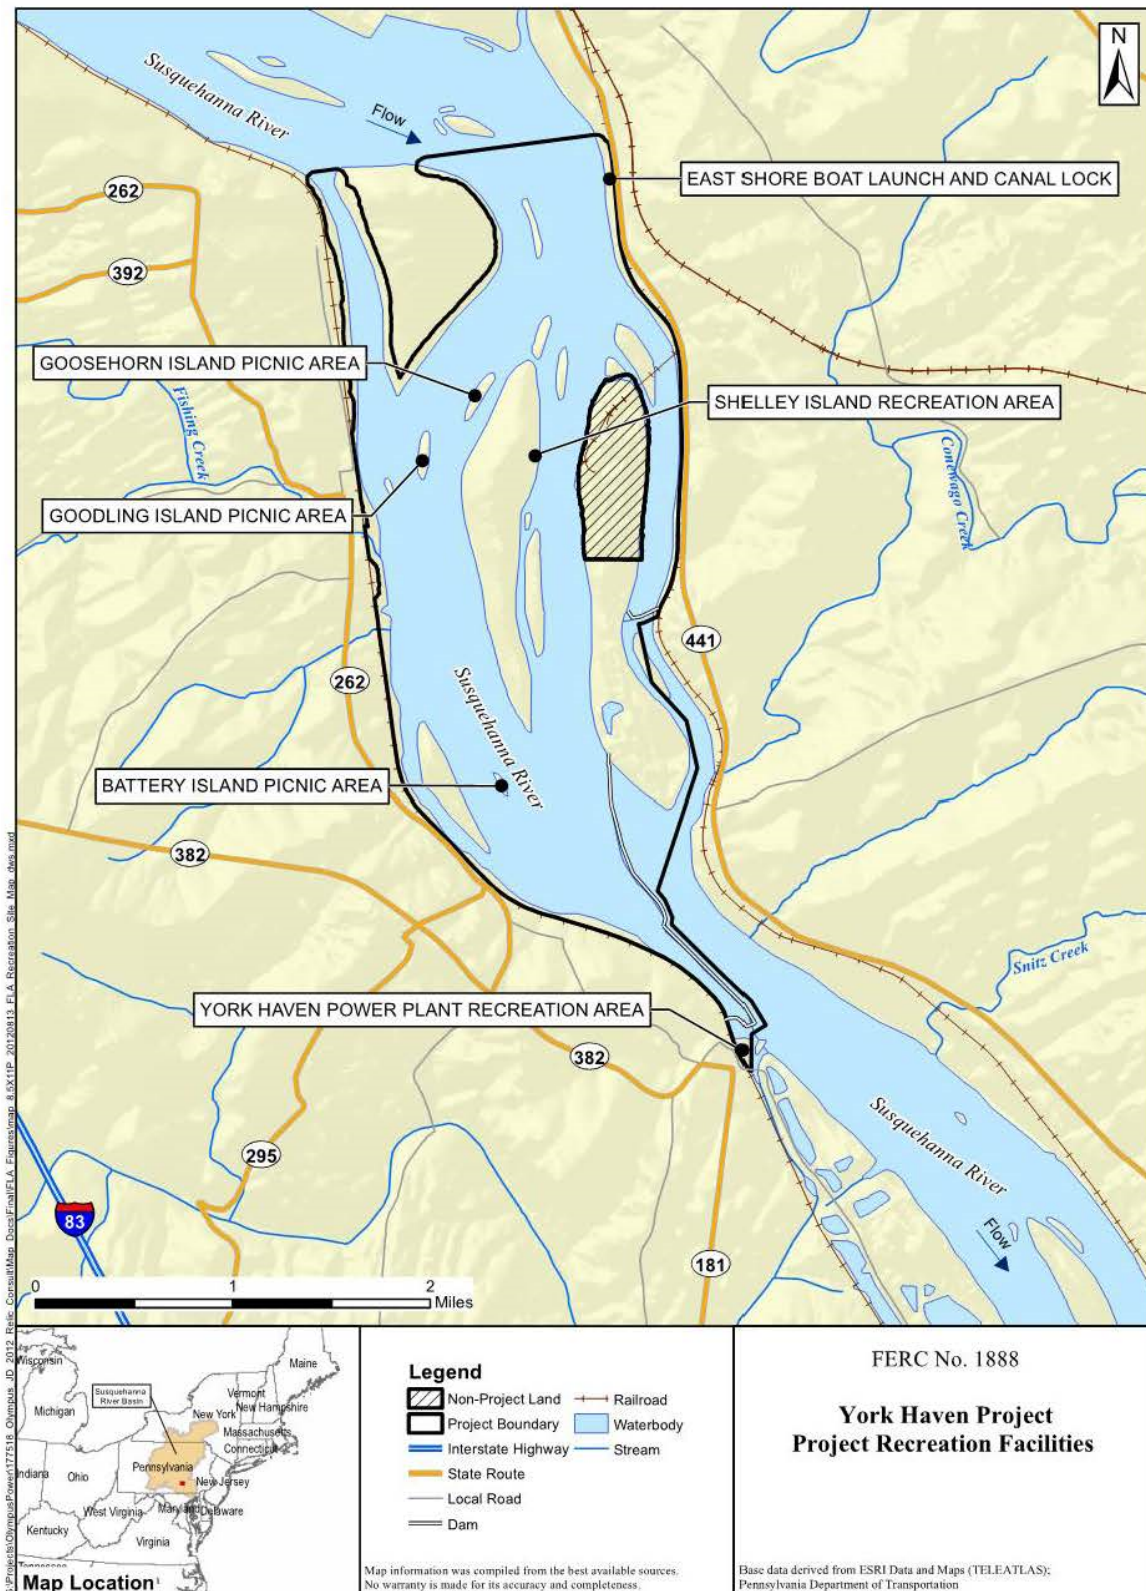 N
Susquehanna River
Flow
EAST SHORE BOAT LAUNCH AND CANAL LOCK
262
392
GOOSEHORN ISLAND PICNIC AREA
SHELLEY ISLAND RECREATION AREA
Fishing Creek
Conewago Creek
GOODLING ISLAND PICNIC AREA
441
262
Susquehanna River
BATTERY ISLAND PICNIC AREA
382
Snitz Creek
YORK HAVEN POWER PLANT RECREATION AREA
382
Susquehanna River
295
83
Flow
181
0 1 2
Miles
Wisconsin
Maine
Susquehanna
River Basin
Vermont
New York
New Hampshire
Michigan
Massachusetts
Connecticut
Pennsylvania
Indiana
Ohio
New Jersey
West Virginia
Maryland
Delaware
Kentucky
Virginia
Map Location
Legend
Non-Project Land
Railroad
Project Boundary
Waterbody
Interstate Highway
Stream
State Route
Local Road
Dam
Map information was compiled from the best available sources.
No warranty is made for its accuracy and completeness.
FERC No. 1888
York Haven Project
Project Recreation Facilities
Base data derived from ESRI Data and Maps (TELEATLAS);
Pennsylvania Department of Transportation